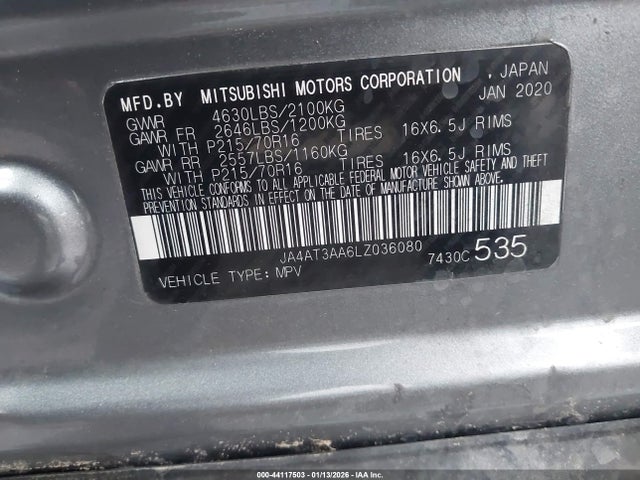 MFD.BY MITSUBISHI MOTORS CORPORATION , JAPAN
GVWR 4630LBS/2100KG JAN 2020
GAWR FR 2646LBS/1200KG
WITH P215/70R16 TIRES 16X6.5J RIMS
GAWR RR 2557LBS/1160KG
WITH P215/70R16 TIRES 16X6.5J RIMS
THIS VEHICLE CONFORMS TO ALL APPLICABLE FEDERAL MOTOR VEHICLE SAFETY AND THEFT
PREVENTION STANDARDS IN EFFECT ON THE DATE OF MANUFACTURE SHOWN ABOVE.
JA4AT3AA6LZ036080
VEHICLE TYPE: MPV 7430C 535
000-44117503 - 01/13/2026 - IAAI.COM